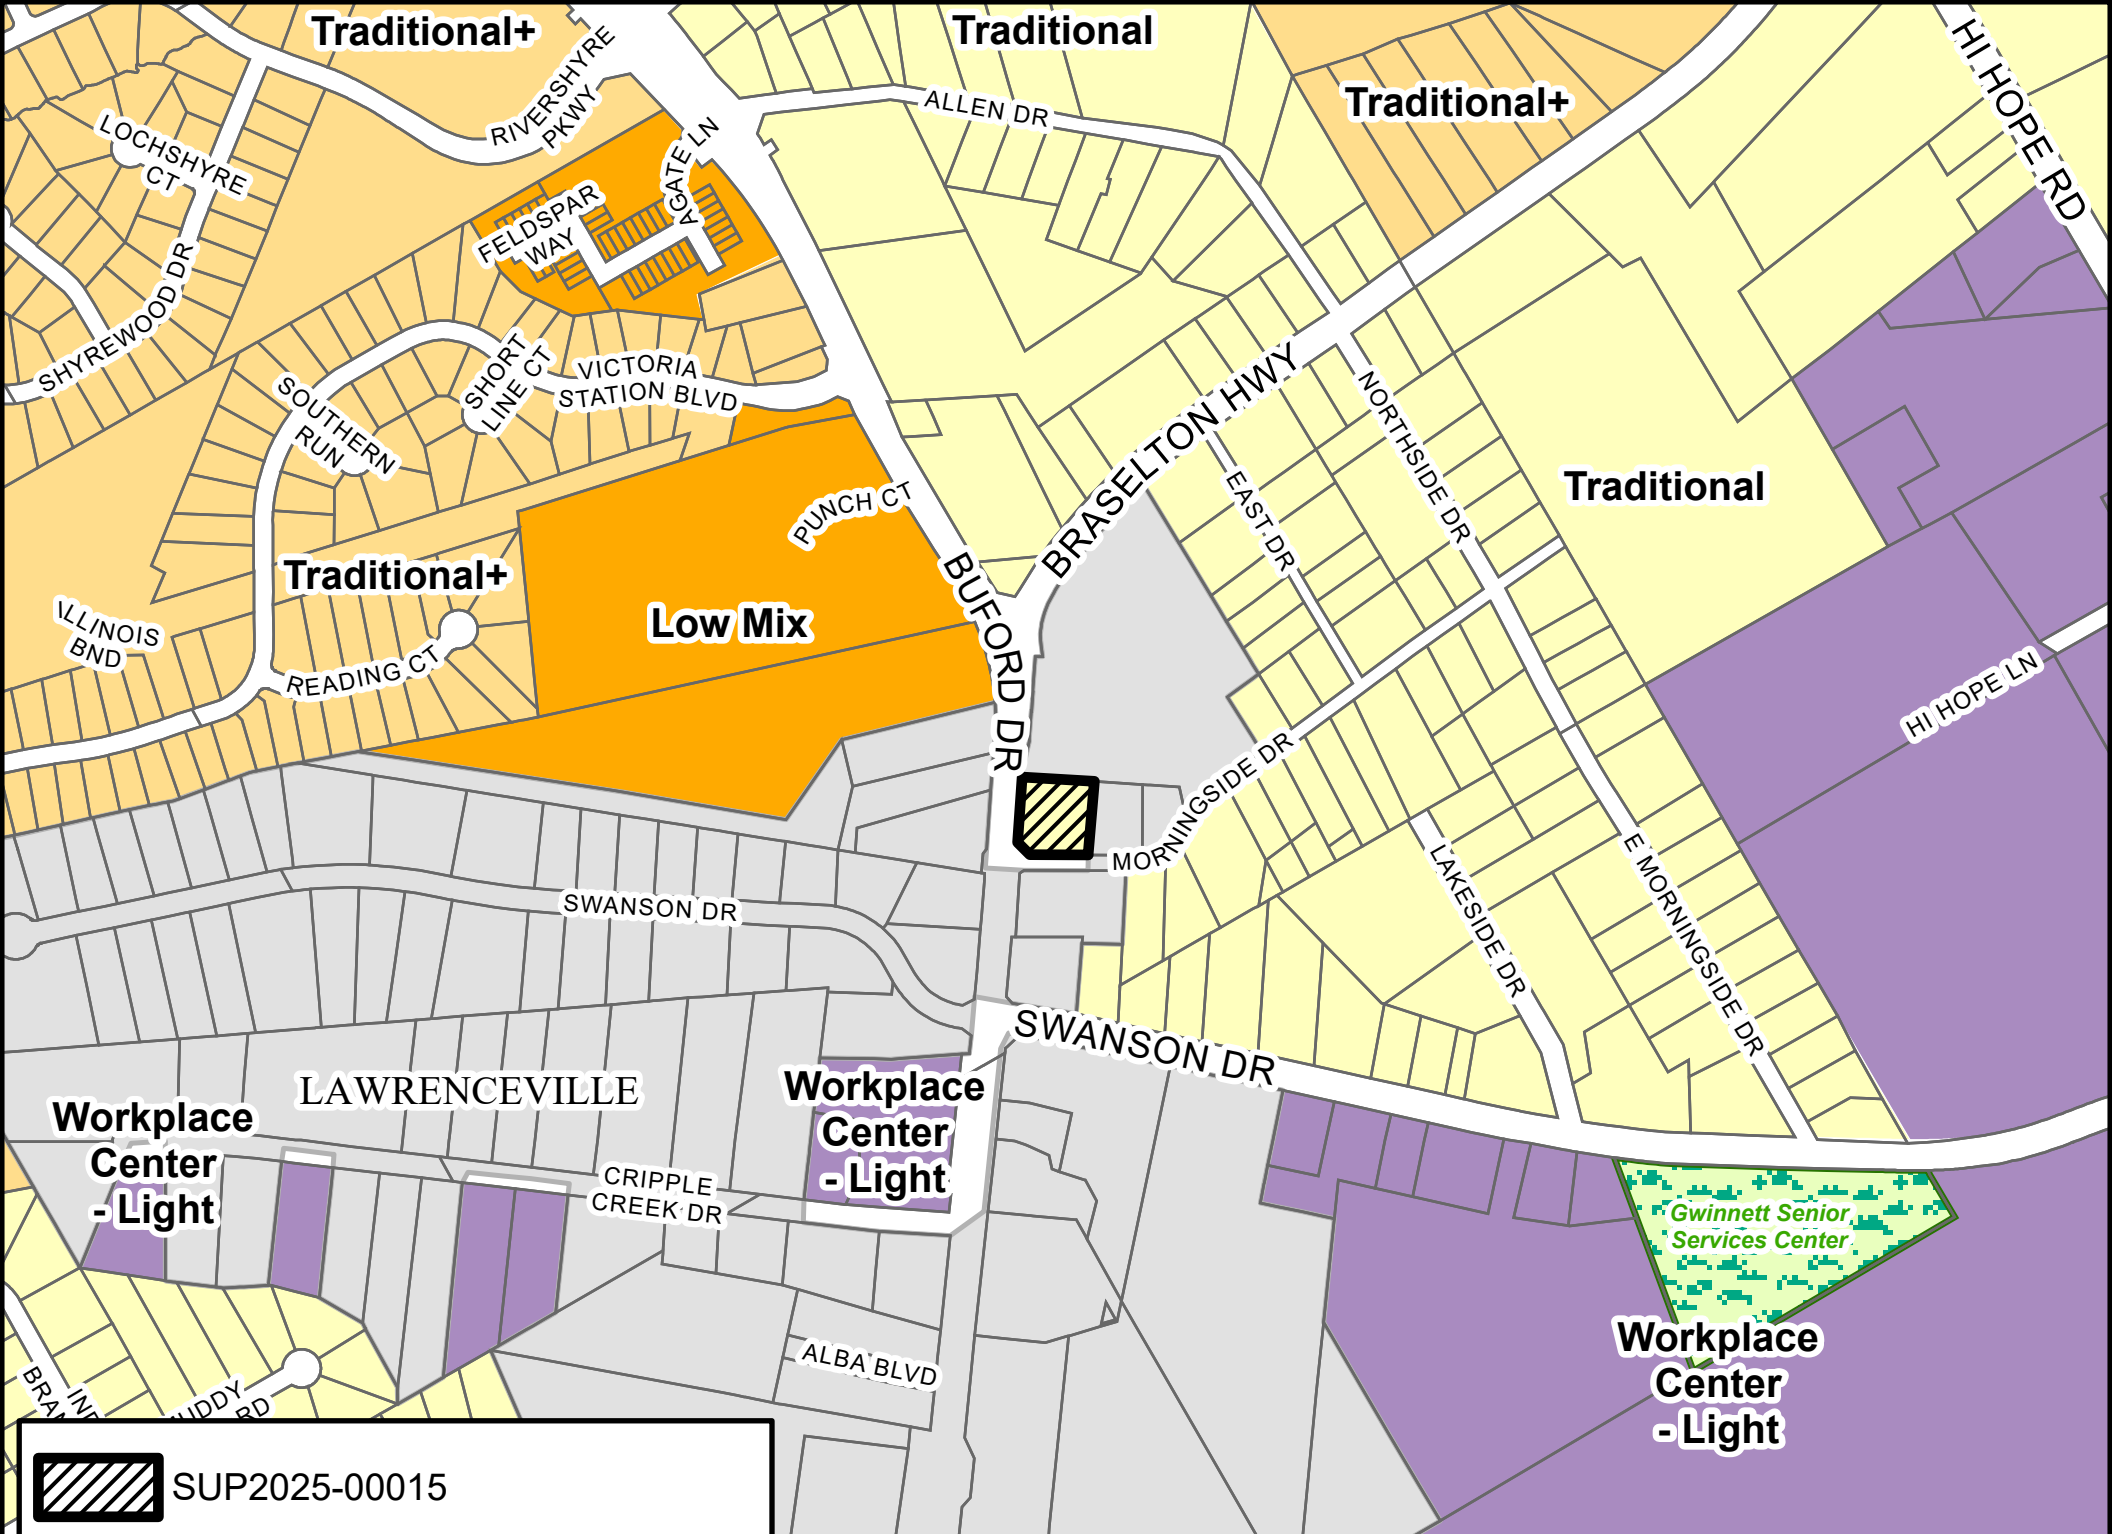 Traditional+
Traditional
HI HOPE RD
RIVERSHYRE
PKWY
Traditional+
ALLEN DR
LOCHSHYRE
CT
AGATE LN
FELDSPAR
WAY
SHYREWOOD DR
SHORT
LINE CT
VICTORIA
STATION BLVD
SOUTHERN
RUN
BRASELTON HWY
NORTHSIDE DR
EAST DR
Traditional
PUNCH CT
Traditional+
BUFORD DR
Low Mix
ILLINOIS
BND
READING CT
HI HOPE LN
MORNINGSIDE DR
LAKESIDE DR
E MORNINGSIDE DR
SWANSON DR
SWANSON DR
LAWRENCEVILLE
Workplace
Center
- Light
Workplace
Center
- Light
CRIPPLE
CREEK DR
Gwinnett Senior
Services Center
Workplace
Center
- Light
ALBA BLVD
SUP2025-00015